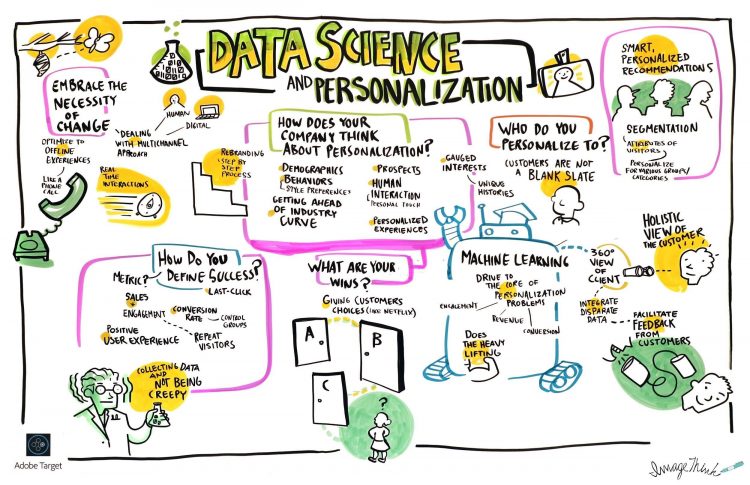 DATA SCIENCE
AND PERSONALIZATION
EMBRACE THE
NECESSITY
OF
CHANGE
OPTIMIZE TO
OFFLINE
EXPERIENCES
LIKE A
PHONE
CALL
HUMAN
DIGITAL
DEALING
WITH MULTICHANNEL
APPROACH
REAL
TIME
INTERACTIONS
REBRANDING
(STEP BY
STEP
PROCESS
HOW DOES YOUR
COMPANY THINK
ABOUT PERSONALIZATION?
DEMOGRAPHICS
BEHAVIORS
STYLE PREFERENCES
GETTING AHEAD
OF INDUSTRY
CURVE
PROSPECTS
HUMAN
INTERACTION
PERSONAL TOUCH
PERSONALIZED
EXPERIENCES
GAUGED
INTERESTS
UNIQUE
HISTORIES
WHO DO YOU
PERSONALIZE TO?
CUSTOMERS ARE NOT
A BLANK SLATE
SMART,
PERSONALIZED
RECOMMENDATIONS
SEGMENTATION
ATTRIBUTES OF
VISITORS
PERSONALIZE
FOR VARIOUS GROUPS/
CATEGORIES
HOW DO YOU
DEFINE SUCCESS?
METRIC?
LAST-CLICK
SALES
+
ENGAGEMENT
CONVERSION
RATE
CONTROL
GROUPS
POSITIVE
USER EXPERIENCE
REPEAT
VISITORS
COLLECTING DATA
AND
NOT BEING
CREEPY
WHAT ARE YOUR
WINS?
GIVING CUSTOMERS
CHOICES (LIKE NETFLIX)
A
B
C
?
MACHINE LEARNING
DRIVE TO
THE CORE OF
PERSONALIZATION
PROBLEMS
ENGAGEMENT
REVENUE
CONVERSION
DOES
THE HEAVY
LIFTING
360°
VIEW
OF CLIENT
HOLISTIC
VIEW OF
THE CUSTOMER
INTEGRATE
DISPARATE
DATA
FACILITATE
FEEDBACK
FROM
CUSTOMERS
Adobe Target
ImageThink